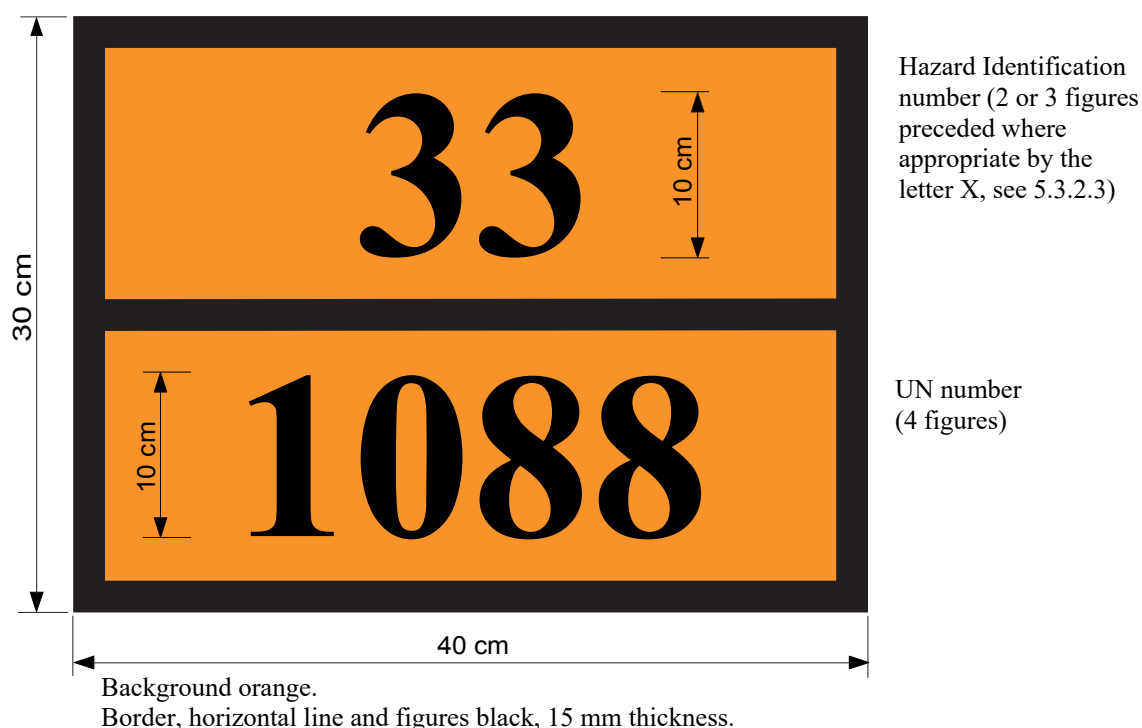 33
10 cm
Hazard Identification
number (2 or 3 figures
preceded where
appropriate by the
letter X, see 5.3.2.3)
30 cm
10 cm
1088
UN number
(4 figures)
40 cm
Background orange.
Border, horizontal line and figures black, 15 mm thickness.